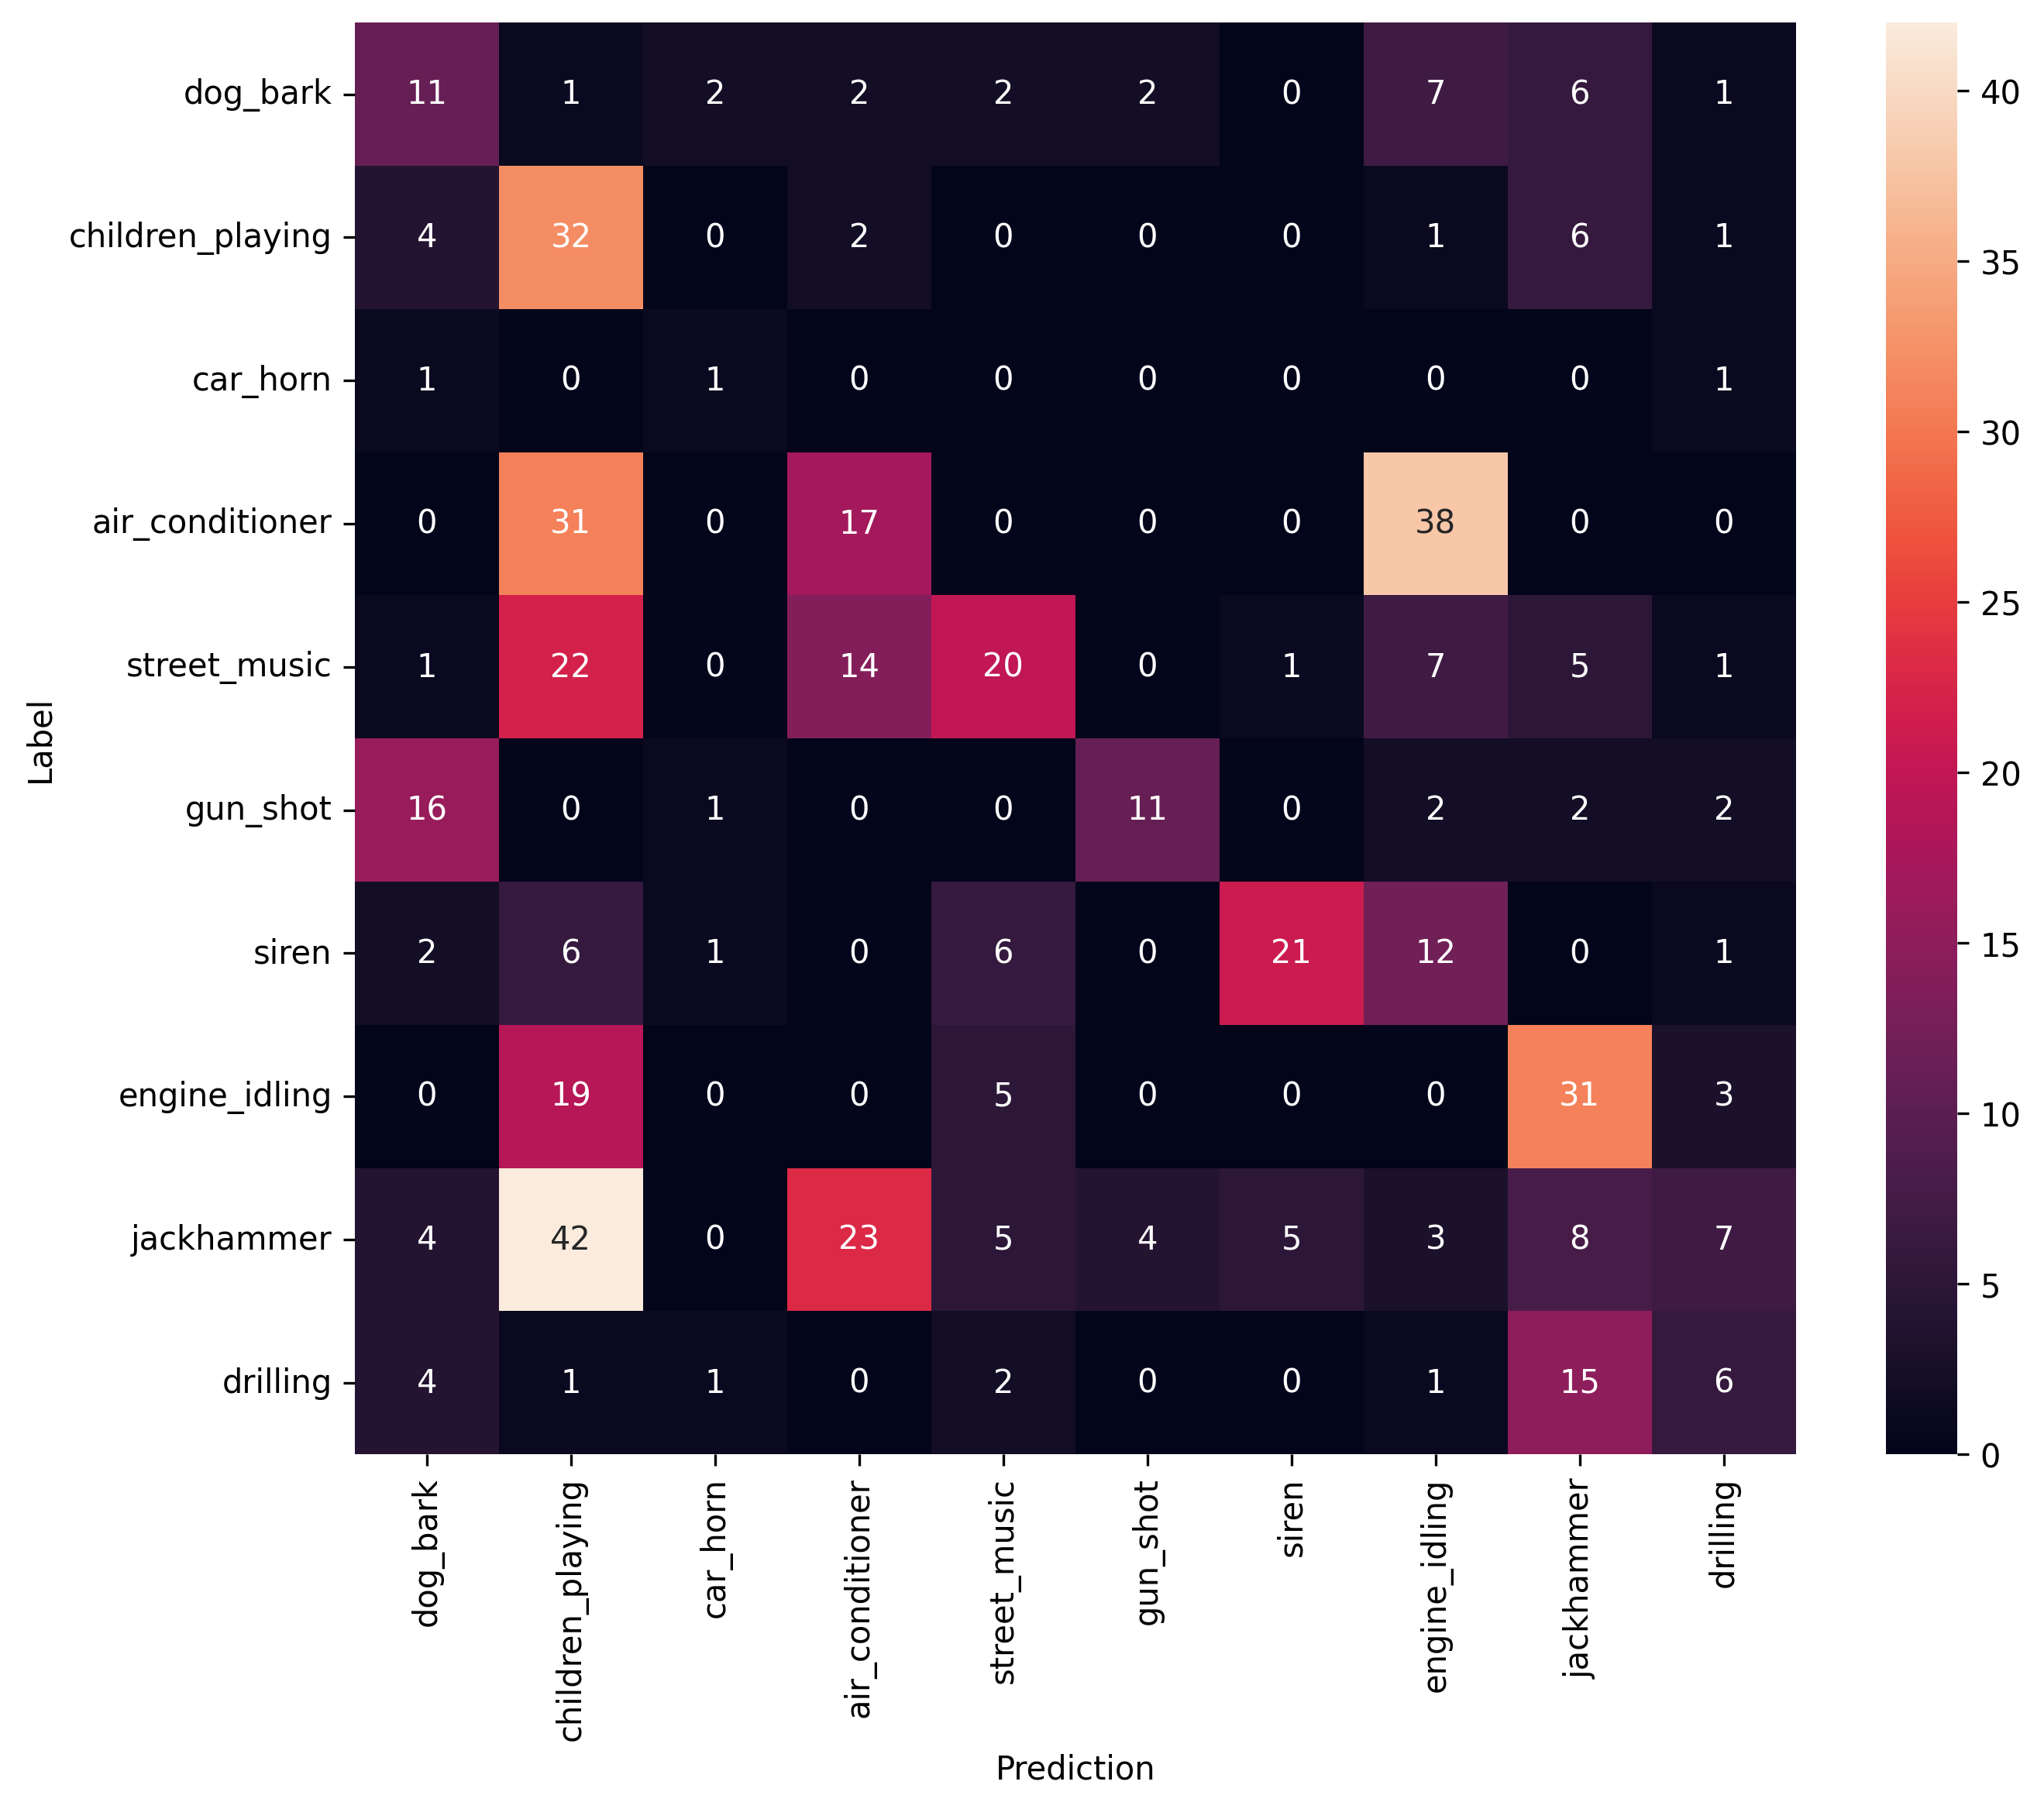 dog_bark 11 1 2 2 2 2 0 7 6 1
children_playing 4 32 0 2 0 0 0 1 6 1
car_horn 1 0 1 0 0 0 0 0 0 1
air_conditioner 0 31 0 17 0 0 0 38 0 0
street_music 1 22 0 14 20 0 1 7 5 1
gun_shot 16 0 1 0 0 11 0 2 2 2
siren 2 6 1 0 6 0 21 12 0 1
engine_idling 0 19 0 0 5 0 0 0 31 3
jackhammer 4 42 0 23 5 4 5 3 8 7
drilling 4 1 1 0 2 0 0 1 15 6
Label
dog_bark
children_playing
car_horn
air_conditioner
street_music
gun_shot
siren
engine_idling
jackhammer
drilling
Prediction
40
35
30
25
20
15
10
5
0